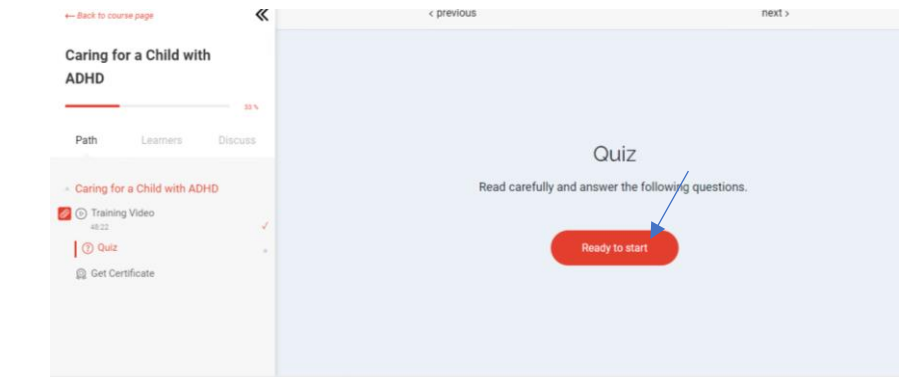 ← Back to course page
«
< previous
next >
Caring for a Child with
ADHD
33 %
Path Learners Discuss
Caring for a Child with ADHD
Training Video
48:22
Quiz
Get Certificate
Quiz
Read carefully and answer the following questions.
Ready to start